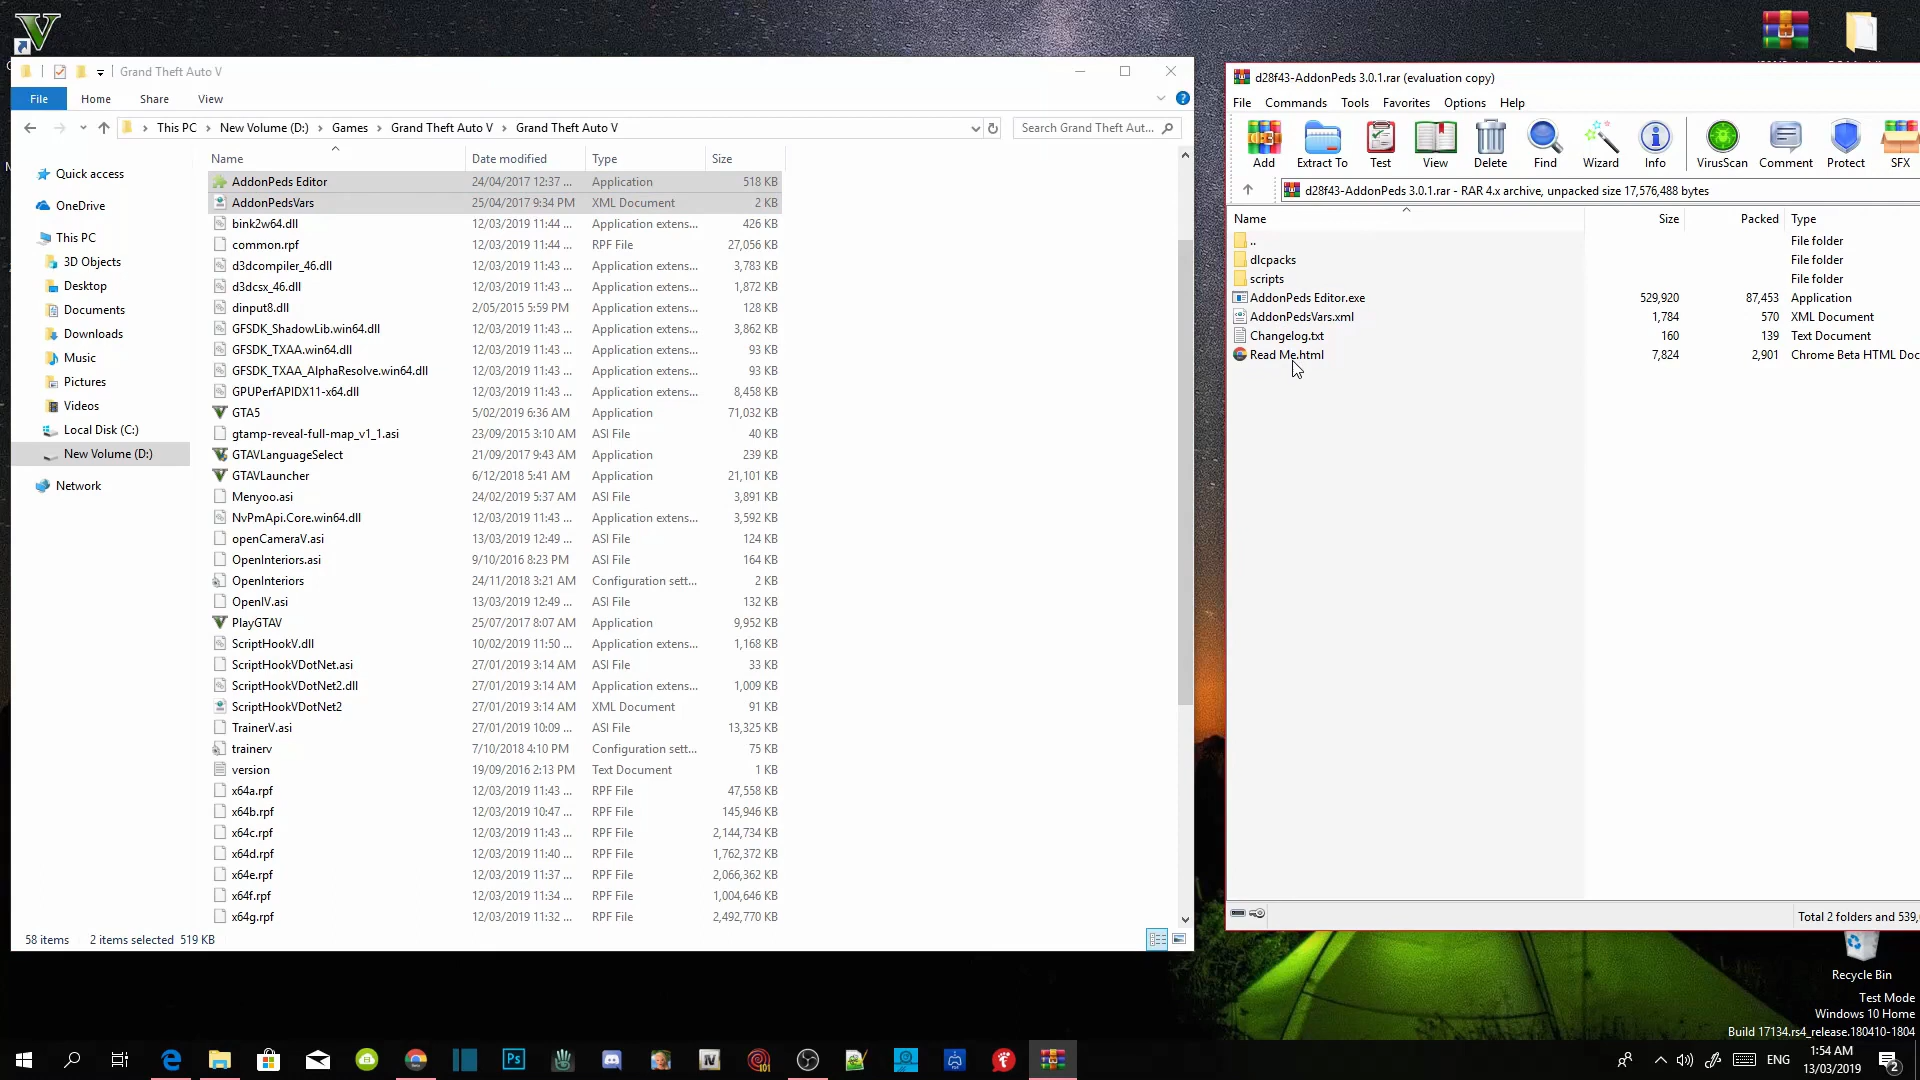 Grand Theft Auto V
File Home Share View
This PC New Volume (D:) Games Grand Theft Auto V Grand Theft Auto V
Search Grand Theft Aut...
Quick access
OneDrive
This PC
3D Objects
Desktop
Documents
Downloads
Music
Pictures
Videos
Local Disk (C:)
New Volume (D:)
Network
Name Date modified Type Size
AddonPeds Editor 24/04/2017 12:37 ... Application 518 KB
AddonPedsVars 25/04/2017 9:34 PM XML Document 2 KB
bink2w64.dll 12/03/2019 11:44 ... Application extens... 426 KB
common.rpf 12/03/2019 11:44 ... RPF File 27,056 KB
d3dcompiler_46.dll 12/03/2019 11:43 ... Application extens... 3,783 KB
d3dcsx_46.dll 12/03/2019 11:43 ... Application extens... 1,872 KB
dinput8.dll 2/05/2015 5:59 PM Application extens... 128 KB
GFSDK_ShadowLib.win64.dll 12/03/2019 11:43 ... Application extens... 3,862 KB
GFSDK_TXAA.win64.dll 12/03/2019 11:43 ... Application extens... 93 KB
GFSDK_TXAA_AlphaResolve.win64.dll 12/03/2019 11:43 ... Application extens... 93 KB
GPUPerfAPIDX11-x64.dll 12/03/2019 11:43 ... Application extens... 8,458 KB
GTA5 5/02/2019 6:36 AM Application 71,032 KB
gtamp-reveal-full-map_v1_1.asi 23/09/2015 3:10 AM ASI File 40 KB
GTAVLanguageSelect 21/09/2017 9:43 AM Application 239 KB
GTAVLauncher 6/12/2018 5:41 AM Application 21,101 KB
Menyoo.asi 24/02/2019 5:37 AM ASI File 3,891 KB
NvPmApi.Core.win64.dll 12/03/2019 11:43 ... Application extens... 3,592 KB
openCameraV.asi 13/03/2019 12:49 ... ASI File 124 KB
OpenInteriors.asi 9/10/2016 8:23 PM ASI File 164 KB
OpenInteriors 24/11/2018 3:21 AM Configuration sett... 2 KB
OpenIV.asi 13/03/2019 12:49 ... ASI File 132 KB
PlayGTAV 25/07/2017 8:07 AM Application 9,952 KB
ScriptHookV.dll 10/02/2019 11:50 ... Application extens... 1,168 KB
ScriptHookVDotNet.asi 27/01/2019 3:14 AM ASI File 33 KB
ScriptHookVDotNet2.dll 27/01/2019 3:14 AM Application extens... 1,009 KB
ScriptHookVDotNet2 27/01/2019 3:14 AM XML Document 91 KB
TrainerV.asi 27/01/2019 10:09 ... ASI File 13,325 KB
trainerv 7/10/2018 4:10 PM Configuration sett... 75 KB
version 19/09/2016 2:13 PM Text Document 1 KB
x64a.rpf 12/03/2019 11:43 ... RPF File 47,558 KB
x64b.rpf 12/03/2019 10:47 ... RPF File 145,946 KB
x64c.rpf 12/03/2019 11:43 ... RPF File 2,144,734 KB
x64d.rpf 12/03/2019 11:40 ... RPF File 1,762,372 KB
x64e.rpf 12/03/2019 11:37 ... RPF File 2,066,362 KB
x64f.rpf 12/03/2019 11:34 ... RPF File 1,004,646 KB
x64g.rpf 12/03/2019 11:32 ... RPF File 2,492,770 KB
58 items 2 items selected 519 KB
d28f43-AddonPeds 3.0.1.rar (evaluation copy)
File Commands Tools Favorites Options Help
Add Extract To Test View Delete Find Wizard Info VirusScan Comment Protect SFX
d28f43-AddonPeds 3.0.1.rar - RAR 4.x archive, unpacked size 17,576,488 bytes
Name Size Packed Type
.. File folder
dlcpacks File folder
scripts File folder
AddonPeds Editor.exe 529,920 87,453 Application
AddonPedsVars.xml 1,784 570 XML Document
Changelog.txt 160 139 Text Document
Read Me.html 7,824 2,901 Chrome Beta HTML Doc
Total 2 folders and 539,
Recycle Bin
Test Mode
Windows 10 Home
Build 17134.rs4_release.180410-1804
ENG
1:54 AM
13/03/2019
2